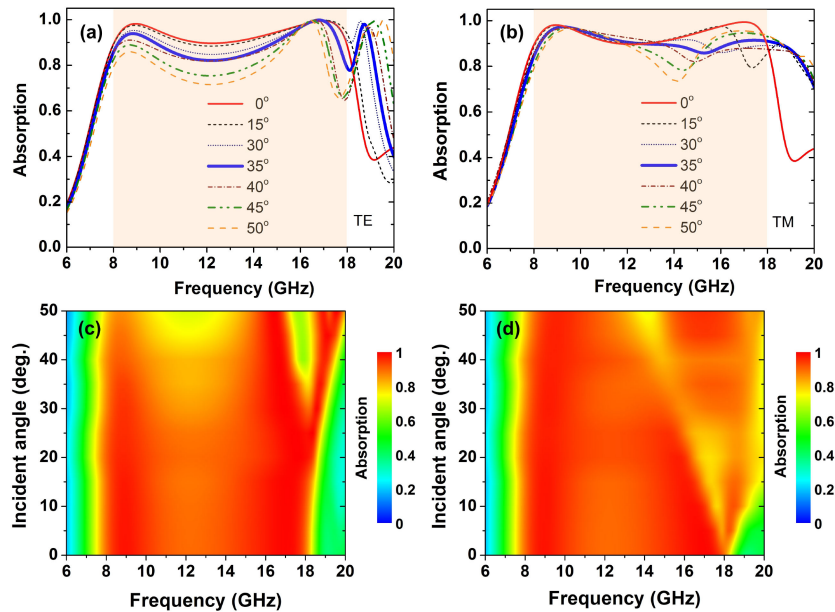 (a)
Absorption
1.0
0.8
0.6
0.4
0.2
0.0
0°
15°
30°
35°
40°
45°
50°
TE
6 8 10 12 14 16 18 20
Frequency (GHz)
(b)
Absorption
1.0
0.8
0.6
0.4
0.2
0.0
0°
15°
30°
35°
40°
45°
50°
TM
6 8 10 12 14 16 18 20
Frequency (GHz)
(c)
Incident angle (deg.)
50
40
30
20
10
0
6 8 10 12 14 16 18 20
Frequency (GHz)
Absorption
1
0.8
0.6
0.4
0.2
0
(d)
Incident angle (deg.)
50
40
30
20
10
0
6 8 10 12 14 16 18 20
Frequency (GHz)
Absorption
1
0.8
0.6
0.4
0.2
0